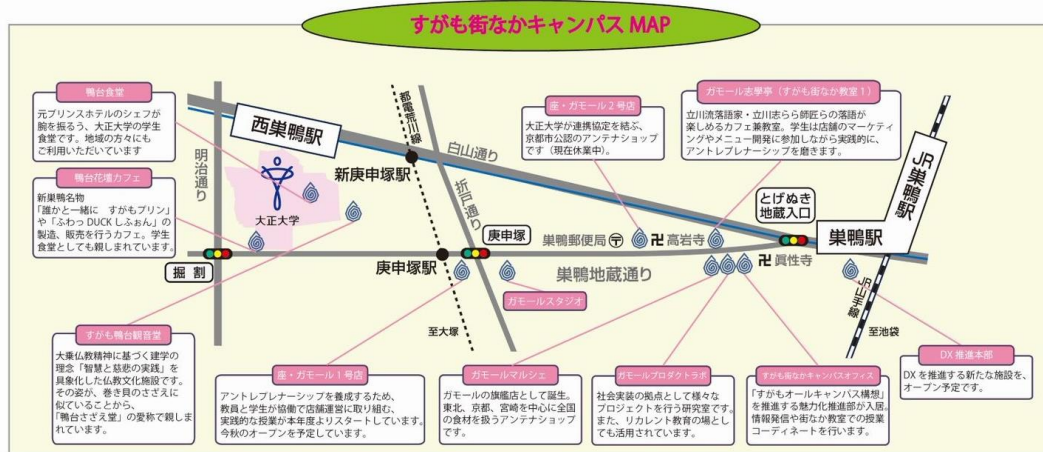 すがも街なかキャンパス MAP
鴨台食堂
元プリンスホテルのシェフが
腕を振るう、大正大学の学生
食堂です。地域の方々にも
ご利用いただいています
鴨台花壇カフェ
新巣鴨名物
「誰かと一緒に すがもプリン」
や「ふわっ DUCK しふぉん」の
製造、販売を行うカフェ。学生
食堂としても親しまれています。
明治通り
西巣鴨駅
大正大学
掘割
都電荒川線
新庚申塚駅
白山通り
折戸通り
庚申塚
庚申塚駅
至大塚
座・ガモール2号店
大正大学が連携協定を結ぶ、
京都市公認のアンテナショップ
です（現在休業中）。
ガモール志學亭（すがも街なか教室1）
立川流落語家・立川志らら師匠らの落語が
楽しめるカフェ兼教室。学生は店舗のマーケティ
ングやメニュー開発に参加しながら実践的に、
アントレプレナーシップを磨きます。
とげぬき
地蔵入口
JR巣鴨駅
巣鴨駅
巣鴨郵便局 〒 卍 高岩寺
巣鴨地蔵通り
卍 眞性寺
JR山手線
至池袋
ガモールスタジオ
すがも鴨台観音堂
大乗仏教精神に基づく建学の
理念「智慧と慈悲の実践」を
具象化した仏教文化施設です。
その姿が、巻き貝のさざえに
似ていることから、
「鴨台さざえ堂」の愛称で親しま
れています。
座・ガモール1号店
アントレプレナーシップを養成するため、
教員と学生が協働で店舗運営に取り組む、
実践的な授業が本年度よりスタートしています。
今秋のオープンを予定しています。
ガモールマルシェ
ガモールの旗艦店として誕生。
東北、京都、宮崎を中心に全国
の食材を扱うアンテナショップ
です。
ガモールプロダクトラボ
社会実装の拠点として様々な
プロジェクトを行う研究室です。
また、リカレント教育の場とし
ても活用されています。
すがも街なかキャンパスオフィス
「すがもオールキャンパス構想」
を推進する魅力化推進部が入居。
情報発信や街なか教室での授業
コーディネートを行います。
DX 推進本部
DX を推進する新たな施設を、
オープン予定です。